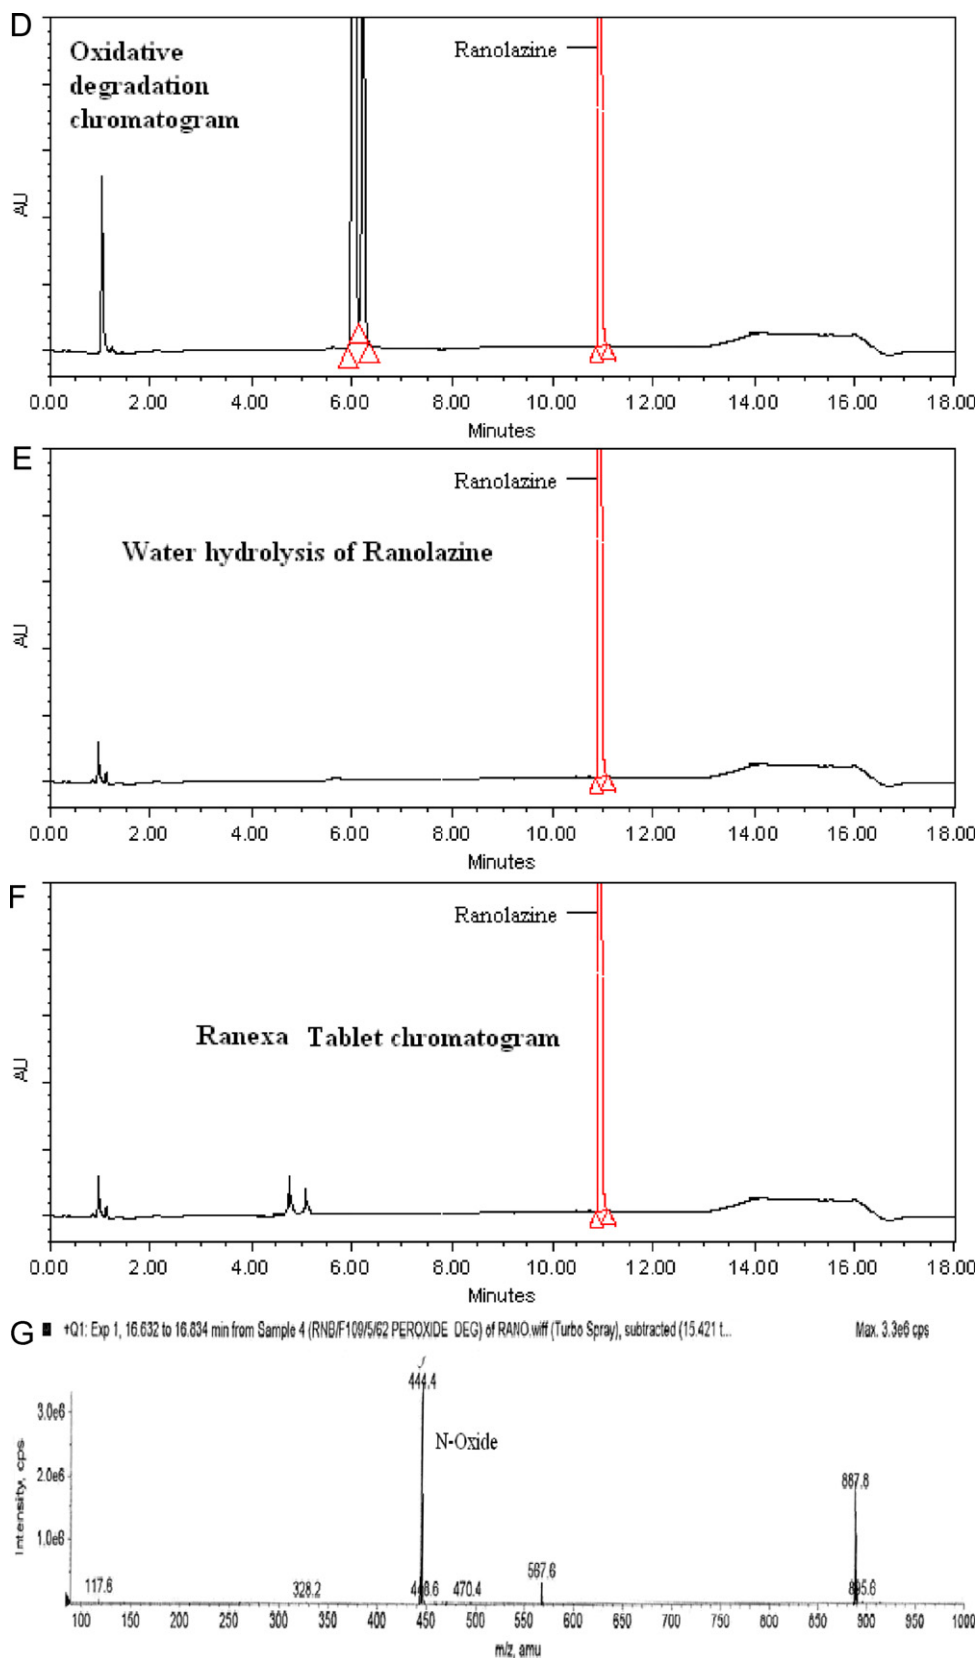 D
Oxidative
degradation
chromatogram
Ranolazine
AU
0.00 2.00 4.00 6.00 8.00 10.00 12.00 14.00 16.00 18.00
Minutes
E
Ranolazine
Water hydrolysis of Ranolazine
AU
0.00 2.00 4.00 6.00 8.00 10.00 12.00 14.00 16.00 18.00
Minutes
F
Ranolazine
Ranexa Tablet chromatogram
AU
0.00 2.00 4.00 6.00 8.00 10.00 12.00 14.00 16.00 18.00
Minutes
G
+Q1: Exp 1, 16.632 to 16.834 min from Sample 4 (RNB/F109/5/62 PEROXIDE DEG) of RANO.wiff (Turbo Spray), subtracted (15.421 t... Max. 3.3e6 cps
444.4
3.0e6
N-Oxide
2.0e6
887.8
Intensity, cps
1.0e6
567.6
117.6 328.2 470.4
100 150 200 250 300 350 400 450 500 550 600 650 700 750 800 850 900 950 1000
m/z, amu